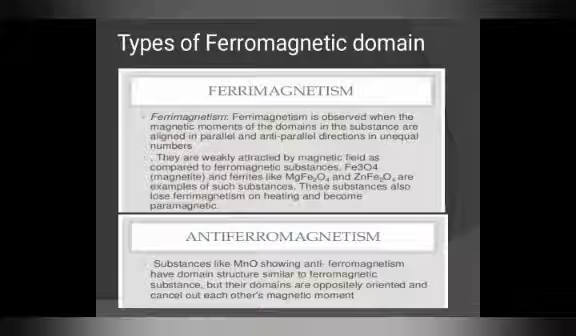 Types of Ferromagnetic domain
FERRIMAGNETISM
Ferrimagnetism: Ferrimagnetism is observed when the
magnetic moments of the domains in the substance are
aligned in parallel and anti-parallel directions in unequal
numbers
. They are weakly attracted by magnetic field as
compared to ferromagnetic substances. Fe3O4
(magnetite) and ferrites like MgFe₂O₄ and ZnFe₂O₄ are
examples of such substances. These substances also
lose ferrimagnetism on heating and become
paramagnetic.
ANTIFERROMAGNETISM
Substances like MnO showing anti- ferromagnetism
have domain structure similar to ferromagnetic
substance, but their domains are oppositely oriented and
cancel out each other's magnetic moment